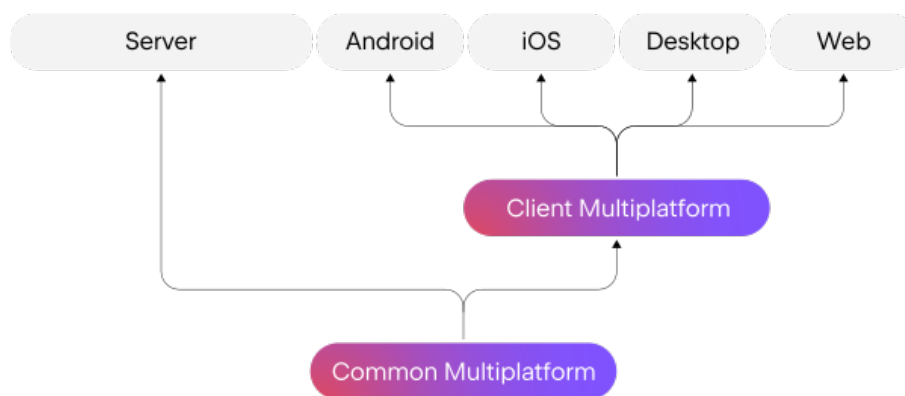 Server
Android
iOS
Desktop
Web
Client Multiplatform
Common Multiplatform